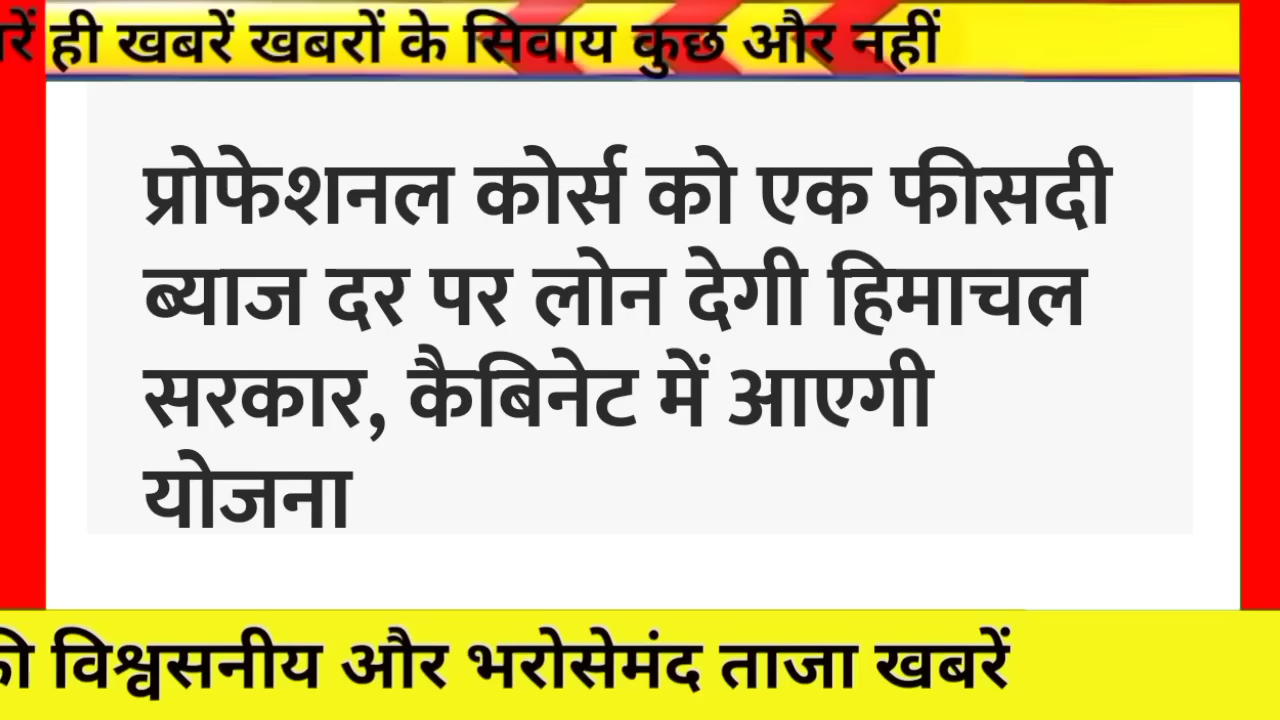 ही खबरें खबरों के सिवाय कुछ और नहीं
प्रोफेशनल कोर्स को एक फीसदी
ब्याज दर पर लोन देगी हिमाचल
सरकार, कैबिनेट में आएगी
योजना
विश्वसनीय और भरोसेमंद ताजा खबरें